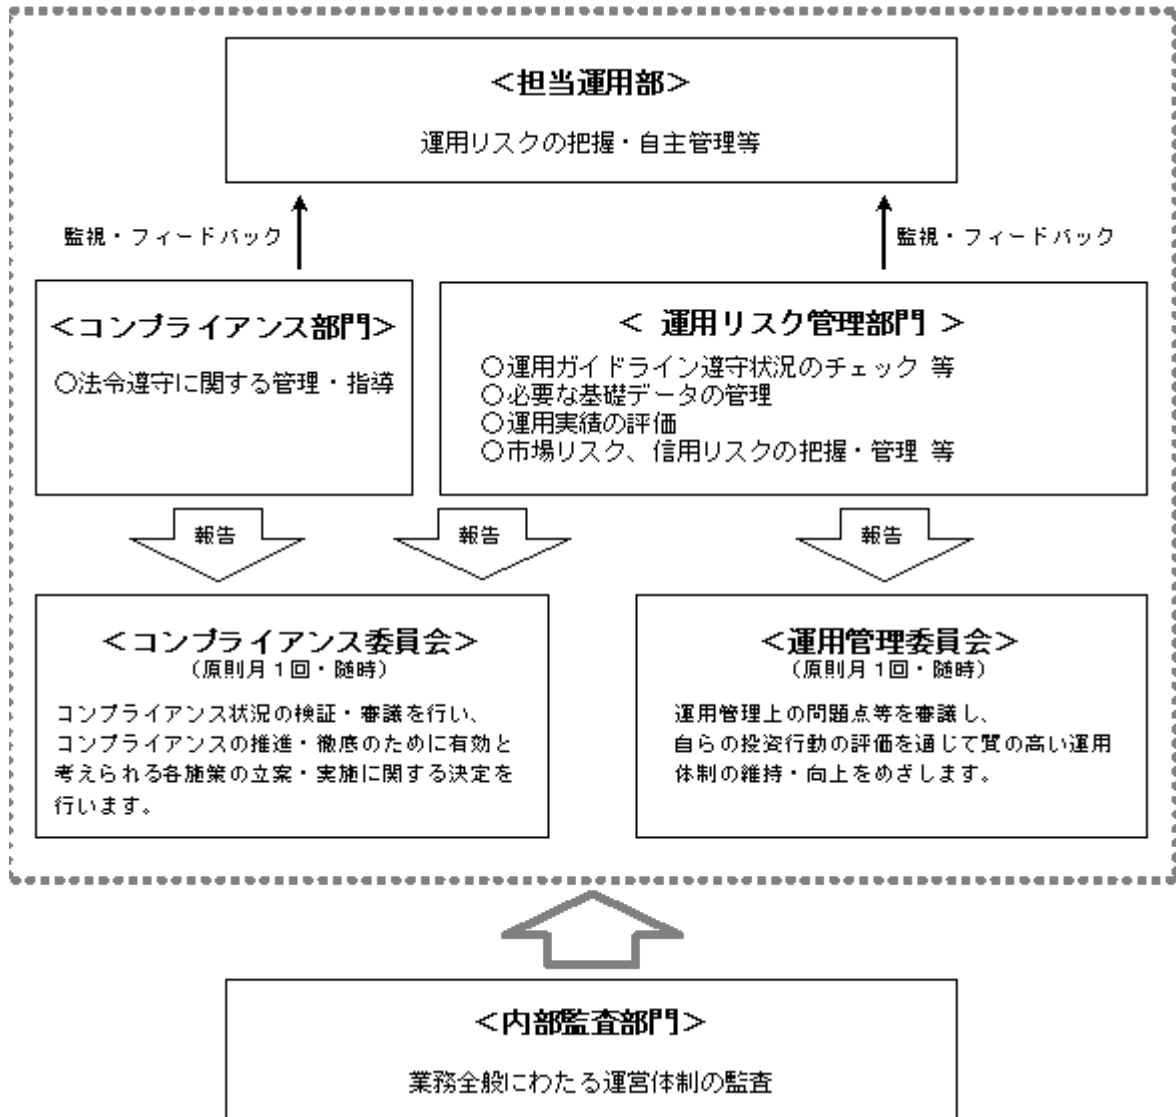 ＜担当運用部＞
運用リスクの把握・自主管理等
監視・フィードバック
監視・フィードバック
＜コンプライアンス部門＞
○法令遵守に関する管理・指導
＜ 運用リスク管理部門 ＞
○運用ガイドライン遵守状況のチェック 等
○必要な基礎データの管理
○運用実績の評価
○市場リスク、信用リスクの把握・管理 等
報告
報告
報告
＜コンプライアンス委員会＞
（原則月１回・随時）
コンプライアンス状況の検証・審議を行い、
コンプライアンスの推進・徹底のために有効と
考えられる各施策の立案・実施に関する決定を
行います。
＜運用管理委員会＞
（原則月１回・随時）
運用管理上の問題点等を審議し、
自らの投資行動の評価を通じて質の高い運用
体制の維持・向上をめざします。
＜内部監査部門＞
業務全般にわたる運営体制の監査